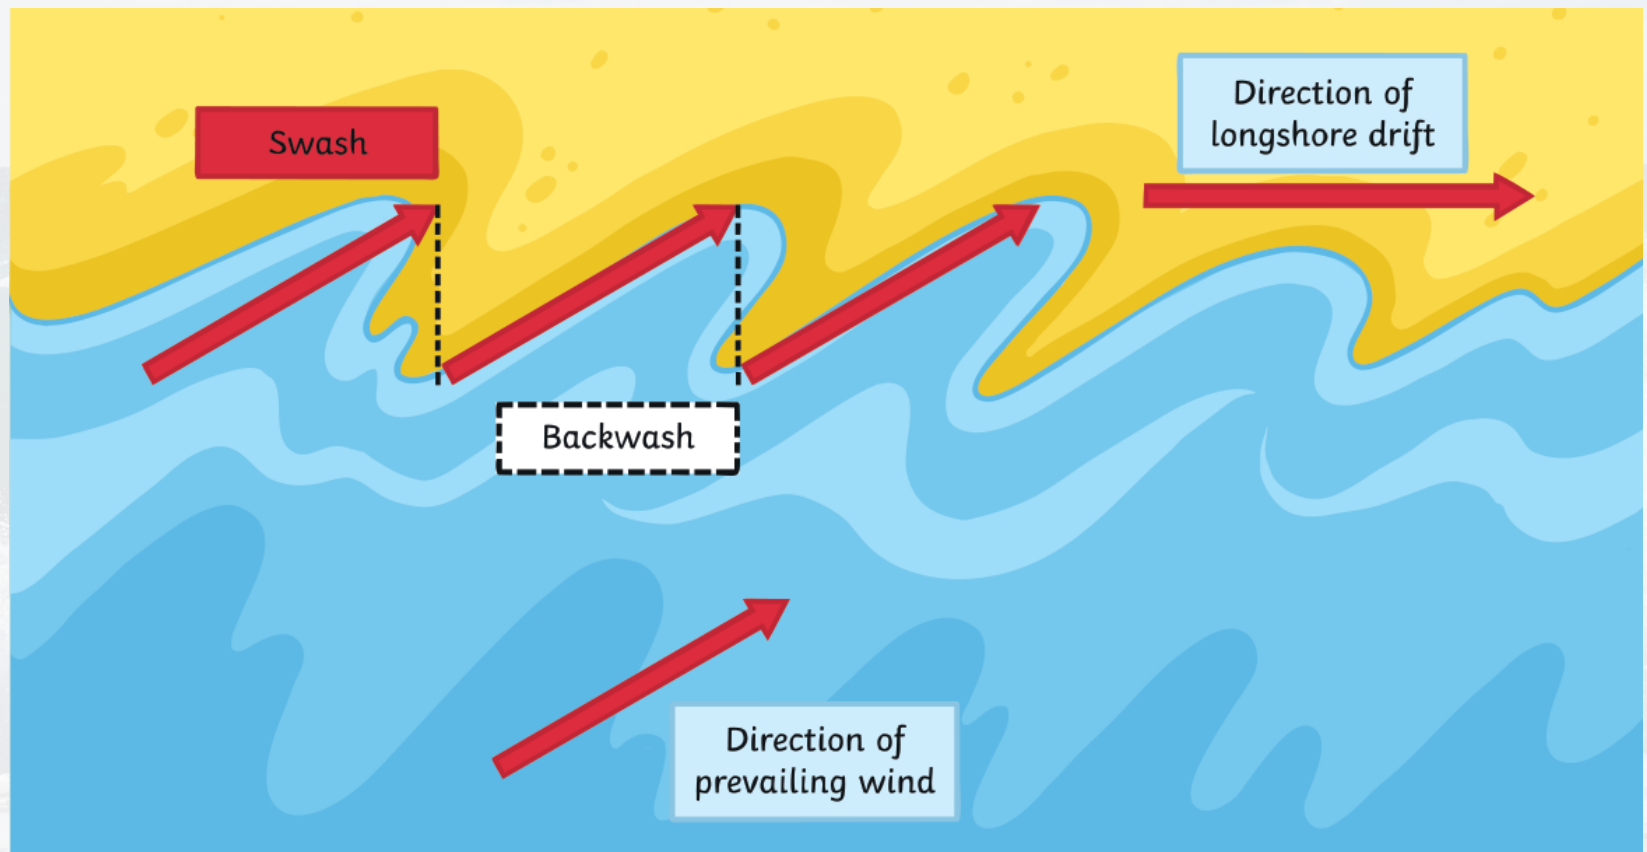 Swash
Direction of
longshore drift
Backwash
Direction of
prevailing wind